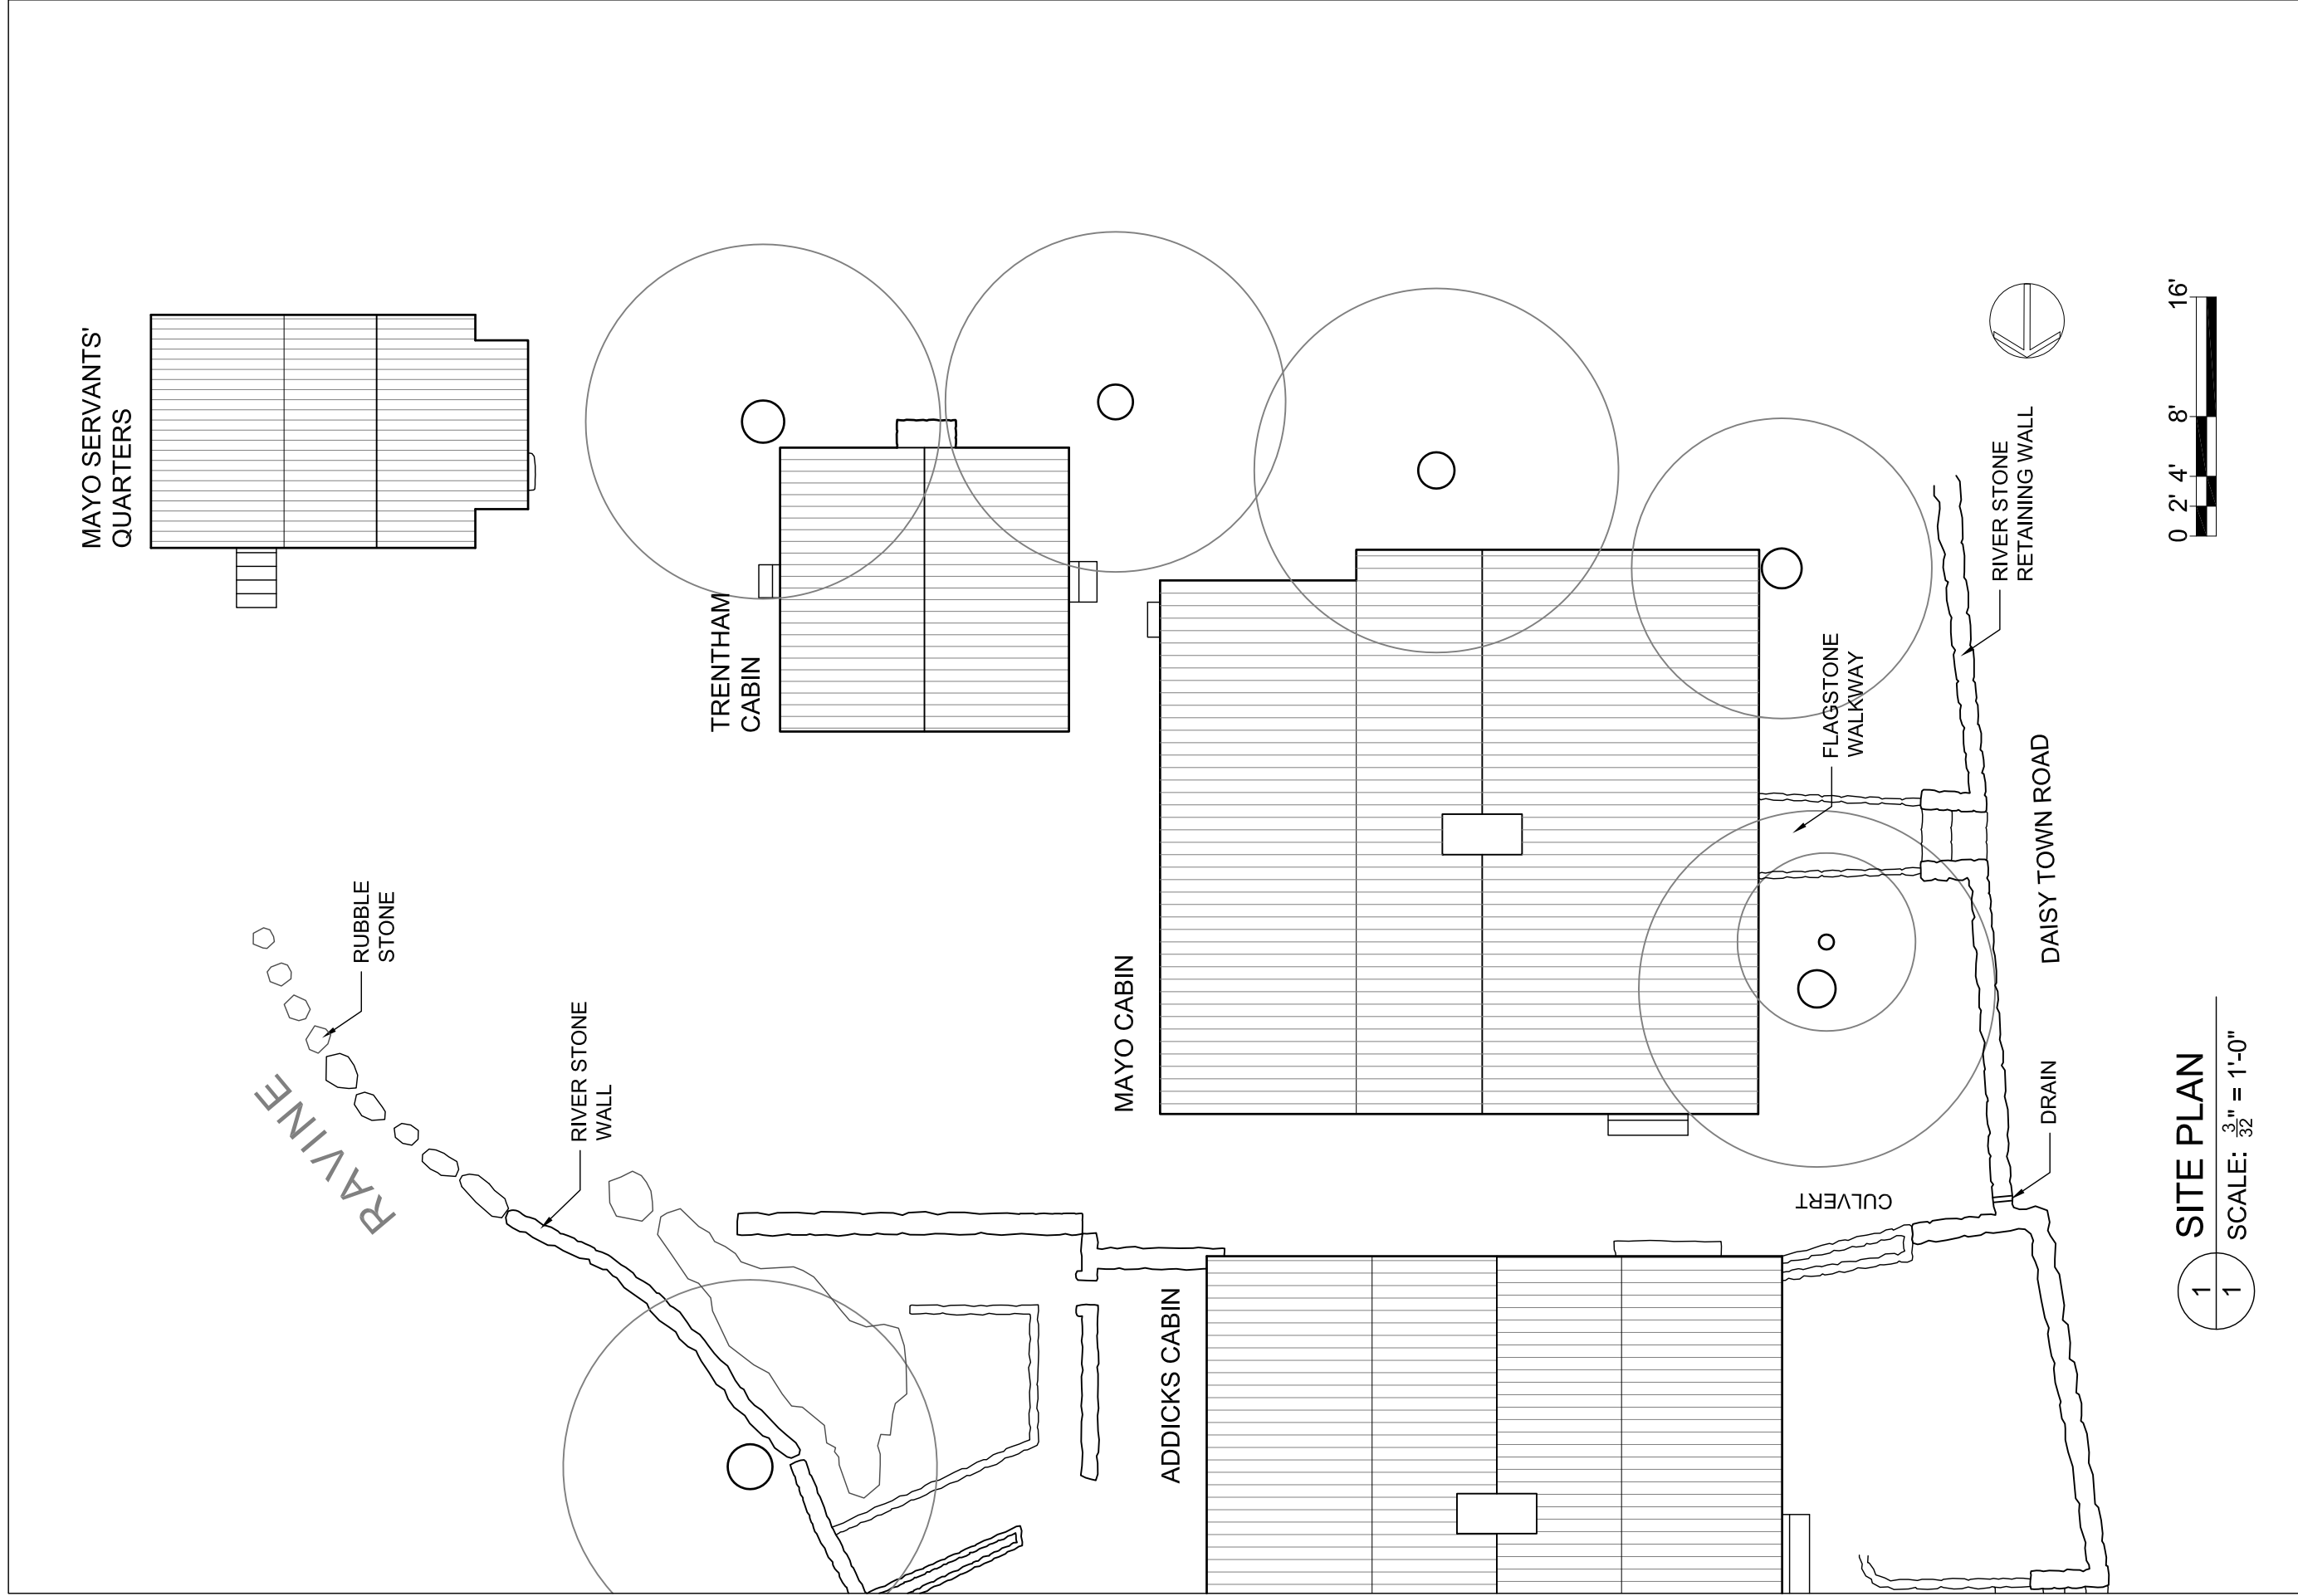 MAYO SERVANTS'
QUARTERS
TRENTHAM
CABIN
RUBBLE
STONE
RAVINE
RIVER STONE
WALL
MAYO CABIN
ADDICKS CABIN
FLAGSTONE
WALKWAY
CULVERT
RIVER STONE
RETAINING WALL
DAISY TOWN ROAD
DRAIN
0 2' 4' 8' 16'
1
1
SITE PLAN
SCALE: 3/32" = 1'-0"